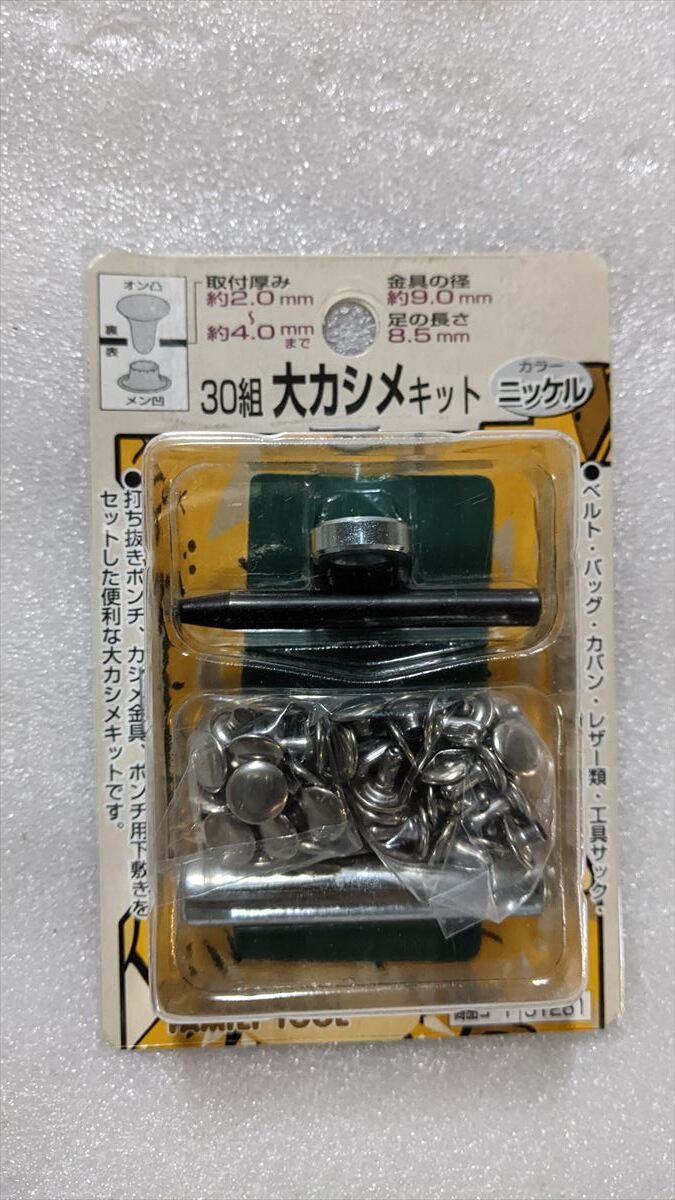 オン凸
裏
表
メン凹
取付厚み
約2.0mm
~
約4.0mm
まで
金具の径
約9.0mm
足の長さ
8.5mm
30組 大カシメキット
カラー
ニッケル
●ベルト・バッグ・カバン・レザー類・工具サック・
●打ち抜きポンチ、カシメ金具、ポンチ用下敷きを
セットした便利な大カシメキットです。
FAMILY TOOL
51261